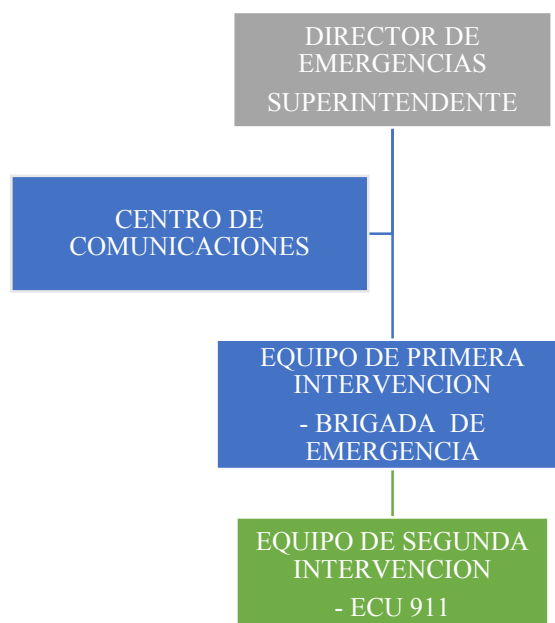 DIRECTOR DE
EMERGENCIAS
SUPERINTENDENTE
CENTRO DE
COMUNICACIONES
EQUIPO DE PRIMERA
INTERVENCION
- BRIGADA DE
EMERGENCIA
EQUIPO DE SEGUNDA
INTERVENCION
- ECU 911